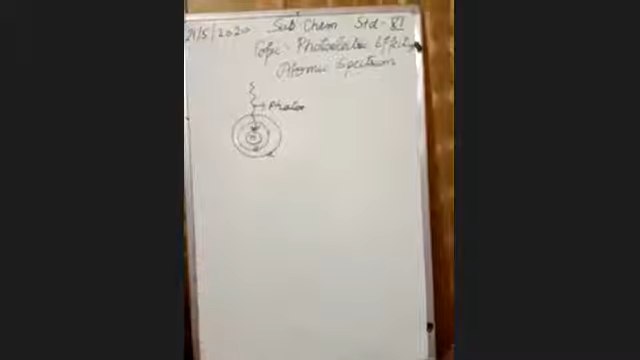 21/5/2020 Sub Chem Std - XI
Topic - Photoelectric Effect,
Atomic Spectrum
Photon